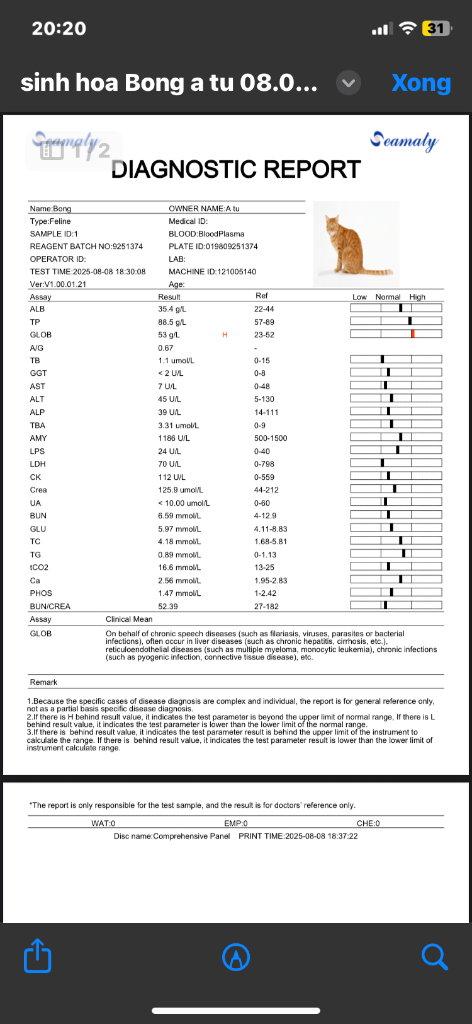 20:20
31
sinh hoa Bong a tu 08.0...
Xong
Seamaty
1/2
Seamaty
DIAGNOSTIC REPORT
Name:Bong OWNER NAME:A tu
Type:Feline Medical ID:
SAMPLE ID:1 BLOOD:BloodPlasma
REAGENT BATCH NO:9251374 PLATE ID:019809251374
OPERATOR ID: LAB:
TEST TIME:2025-08-08 18:30:08 MACHINE ID:121005140
Ver:V1.00.01.21 Age:
Assay Result Ref Low Normal High
ALB 35.4 g/L 22-44
TP 88.5 g/L 57-89
GLOB 53 g/L H 23-52
A/G 0.67 -
TB 1.1 umol/L 0-15
GGT < 2 U/L 0-8
AST 7 U/L 0-48
ALT 45 U/L 5-130
ALP 39 U/L 14-111
TBA 3.31 umol/L 0-9
AMY 1186 U/L 500-1500
LPS 24 U/L 0-40
LDH 70 U/L 0-798
CK 112 U/L 0-559
Crea 125.9 umol/L 44-212
UA < 10.00 umol/L 0-60
BUN 6.59 mmol/L 4-12.9
GLU 5.97 mmol/L 4.11-8.83
TC 4.18 mmol/L 1.68-5.81
TG 0.89 mmol/L 0-1.13
tCO2 16.6 mmol/L 13-25
Ca 2.56 mmol/L 1.95-2.83
PHOS 1.47 mmol/L 1-2.42
BUN/CREA 52.39 27-182
Assay Clinical Mean
GLOB On behalf of chronic speech diseases (such as filariasis, viruses, parasites or bacterial
infections), often occur in liver diseases (such as chronic hepatitis, cirrhosis, etc.),
reticuloendothelial diseases (such as multiple myeloma, monocytic leukemia), chronic infections
(such as pyogenic infection, connective tissue disease), etc.
Remark
1.Because the specific cases of disease diagnosis are complex and individual, the report is for general reference only,
not as a partial basis specific disease diagnosis.
2.If there is H behind result value, it indicates the test parameter is beyond the upper limit of normal range, If there is L
behind result value, it indicates the test parameter is lower than the lower limit of the normal range.
3.If there is behind result value, it indicates the test parameter result is behind the upper limit of the instrument to
calculate the range. If there is behind result value, it indicates the test parameter result is lower than the lower limit of
instrument calculate range.
*The report is only responsible for the test sample, and the result is for doctors' reference only.
WAT:0 EMP:0 CHE:0
Disc name:Comprehensive Panel PRINT TIME:2025-08-08 18:37:22